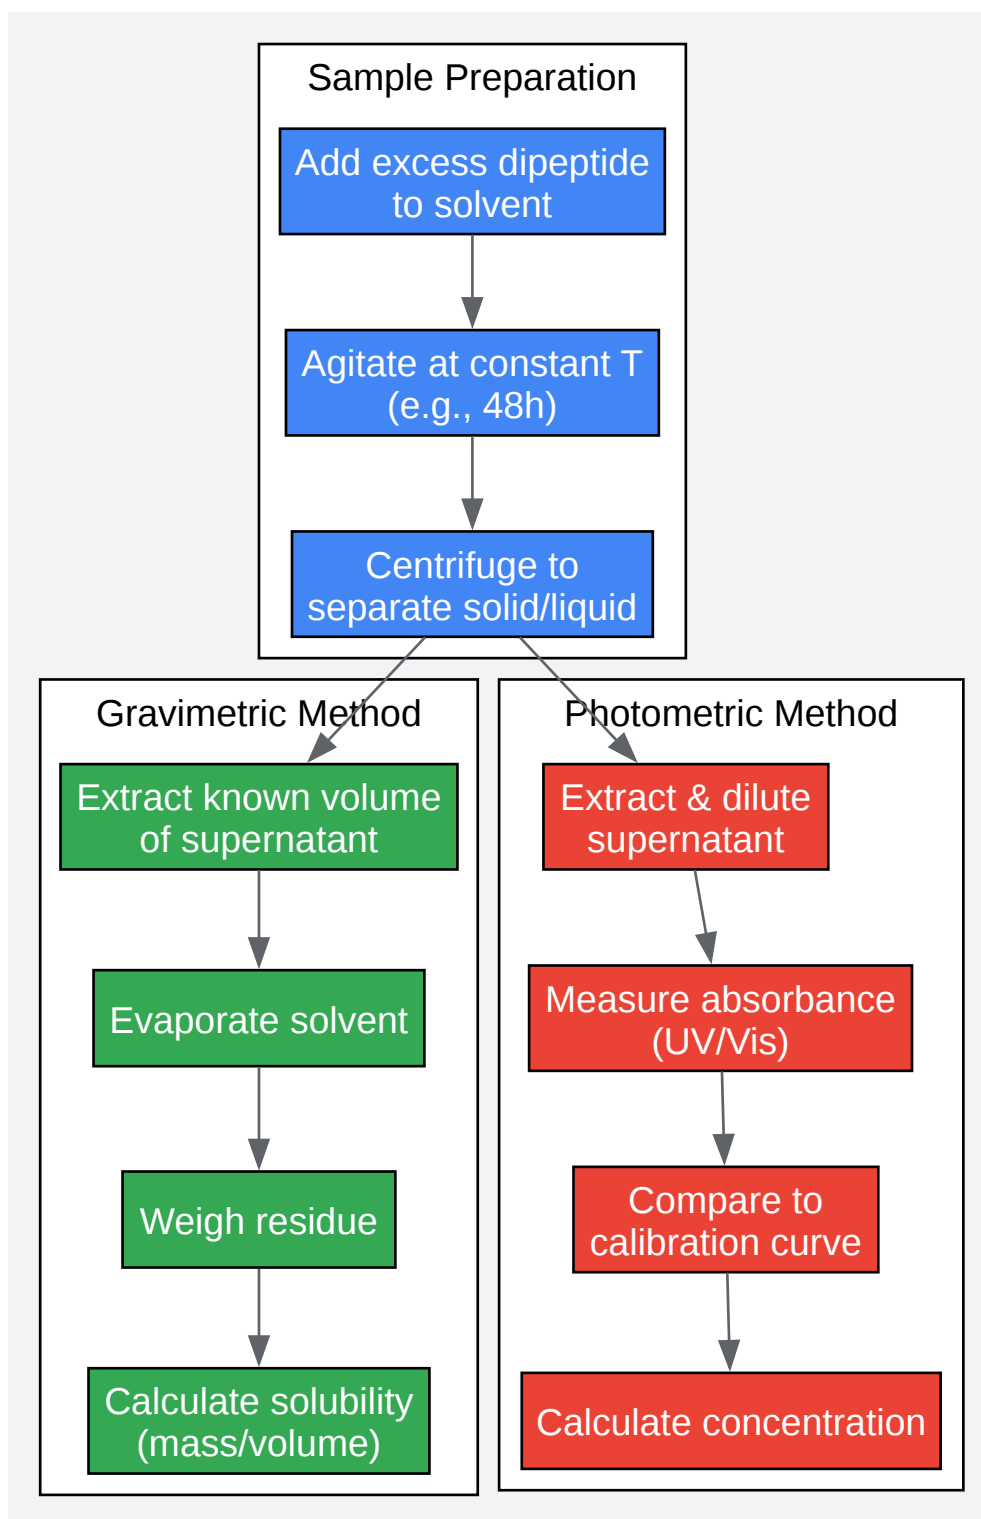 Sample Preparation
Add excess dipeptide
to solvent
Agitate at constant T
(e.g., 48h)
Centrifuge to
separate solid/liquid
Gravimetric Method
Extract known volume
of supernatant
Evaporate solvent
Weigh residue
Calculate solubility
(mass/volume)
Photometric Method
Extract & dilute
supernatant
Measure absorbance
(UV/Vis)
Compare to
calibration curve
Calculate concentration